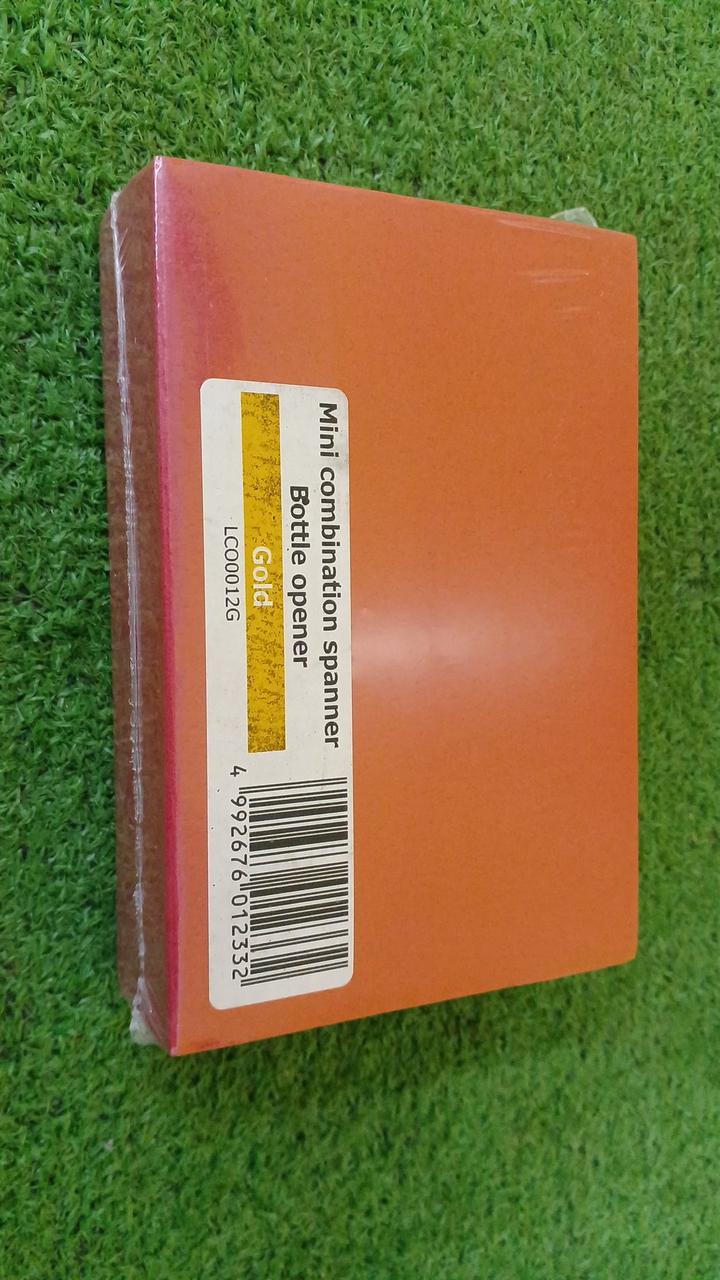 Mini combination spanner
Bottle opener
Gold
LCO0012G
4 992676 012332